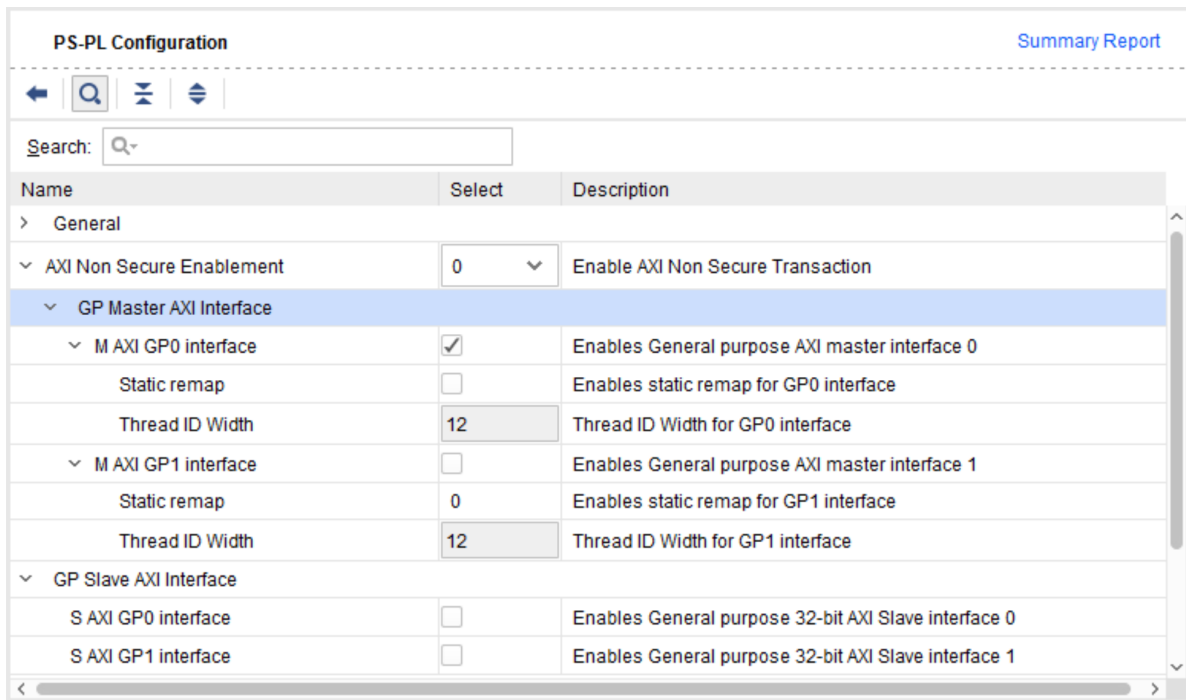 PS-PL Configuration Summary Report
Search:
Name Select Description
General
AXI Non Secure Enablement 0 Enable AXI Non Secure Transaction
GP Master AXI Interface
M AXI GP0 interface Enables General purpose AXI master interface 0
Static remap Enables static remap for GP0 interface
Thread ID Width 12 Thread ID Width for GP0 interface
M AXI GP1 interface Enables General purpose AXI master interface 1
Static remap 0 Enables static remap for GP1 interface
Thread ID Width 12 Thread ID Width for GP1 interface
GP Slave AXI Interface
S AXI GP0 interface Enables General purpose 32-bit AXI Slave interface 0
S AXI GP1 interface Enables General purpose 32-bit AXI Slave interface 1